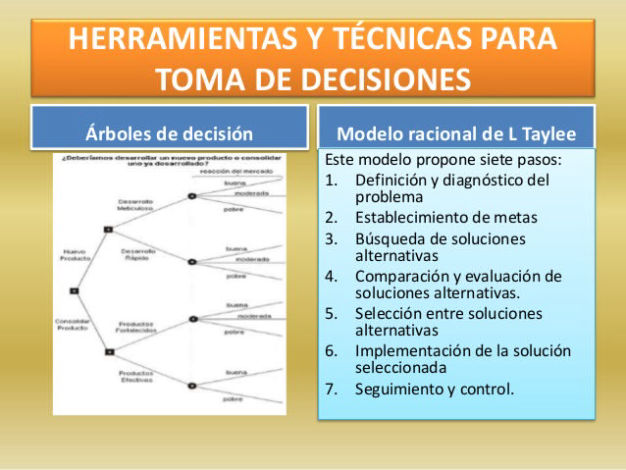 HERRAMIENTAS Y TÉCNICAS PARA
TOMA DE DECISIONES
Árboles de decisión
¿Deberíamos desarrollar un nuevo producto o consolidar
uno ya desarrollado?
reacción del mercado
buena
moderada
pobre
Desarrollo
Meticuloso
Nuevo
Producto
Desarrollo
Rápido
buena
moderado
pobre
buena
moderada
pobre
Consolidar
Producto
Productos
Fortalecidos
Productos
Efectivos
buena
pobre
Modelo racional de L Taylee
Este modelo propone siete pasos:
1. Definición y diagnóstico del
problema
2. Establecimiento de metas
3. Búsqueda de soluciones
alternativas
4. Comparación y evaluación de
soluciones alternativas.
5. Selección entre soluciones
alternativas
6. Implementación de la solución
seleccionada
7. Seguimiento y control.